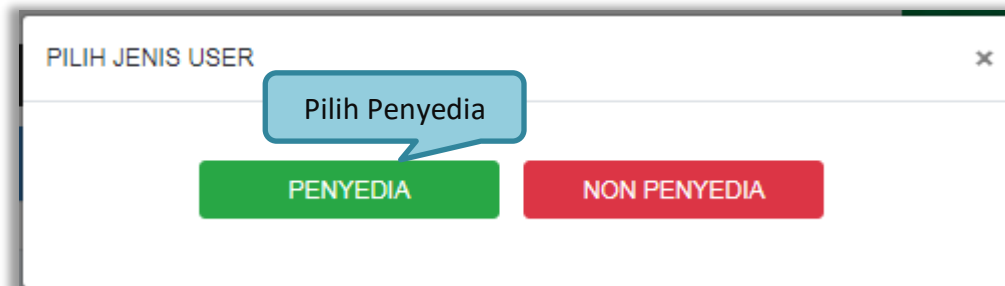 PILIH JENIS USER ×
Pilih Penyedia
PENYEDIA NON PENYEDIA